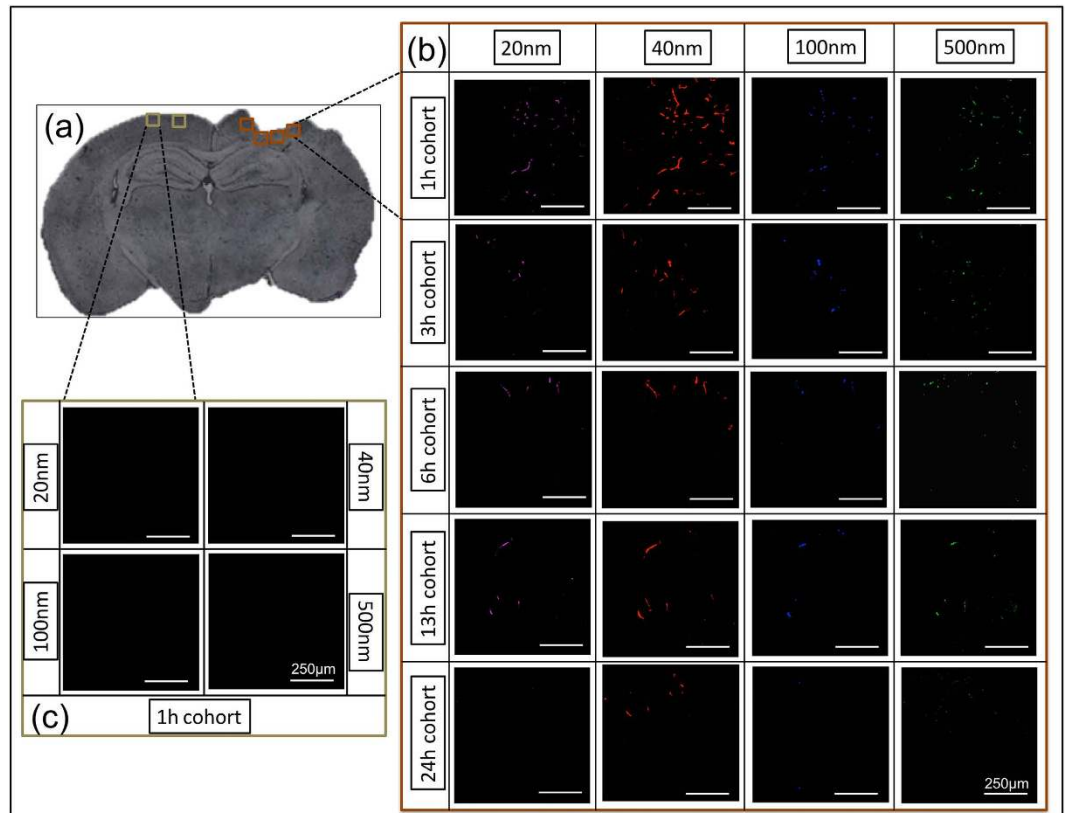 (a)
(b)
20nm
40nm
100nm
500nm
1h cohort
3h cohort
6h cohort
13h cohort
24h cohort
250µm
20nm
40nm
100nm
500nm
250µm
(c)
1h cohort